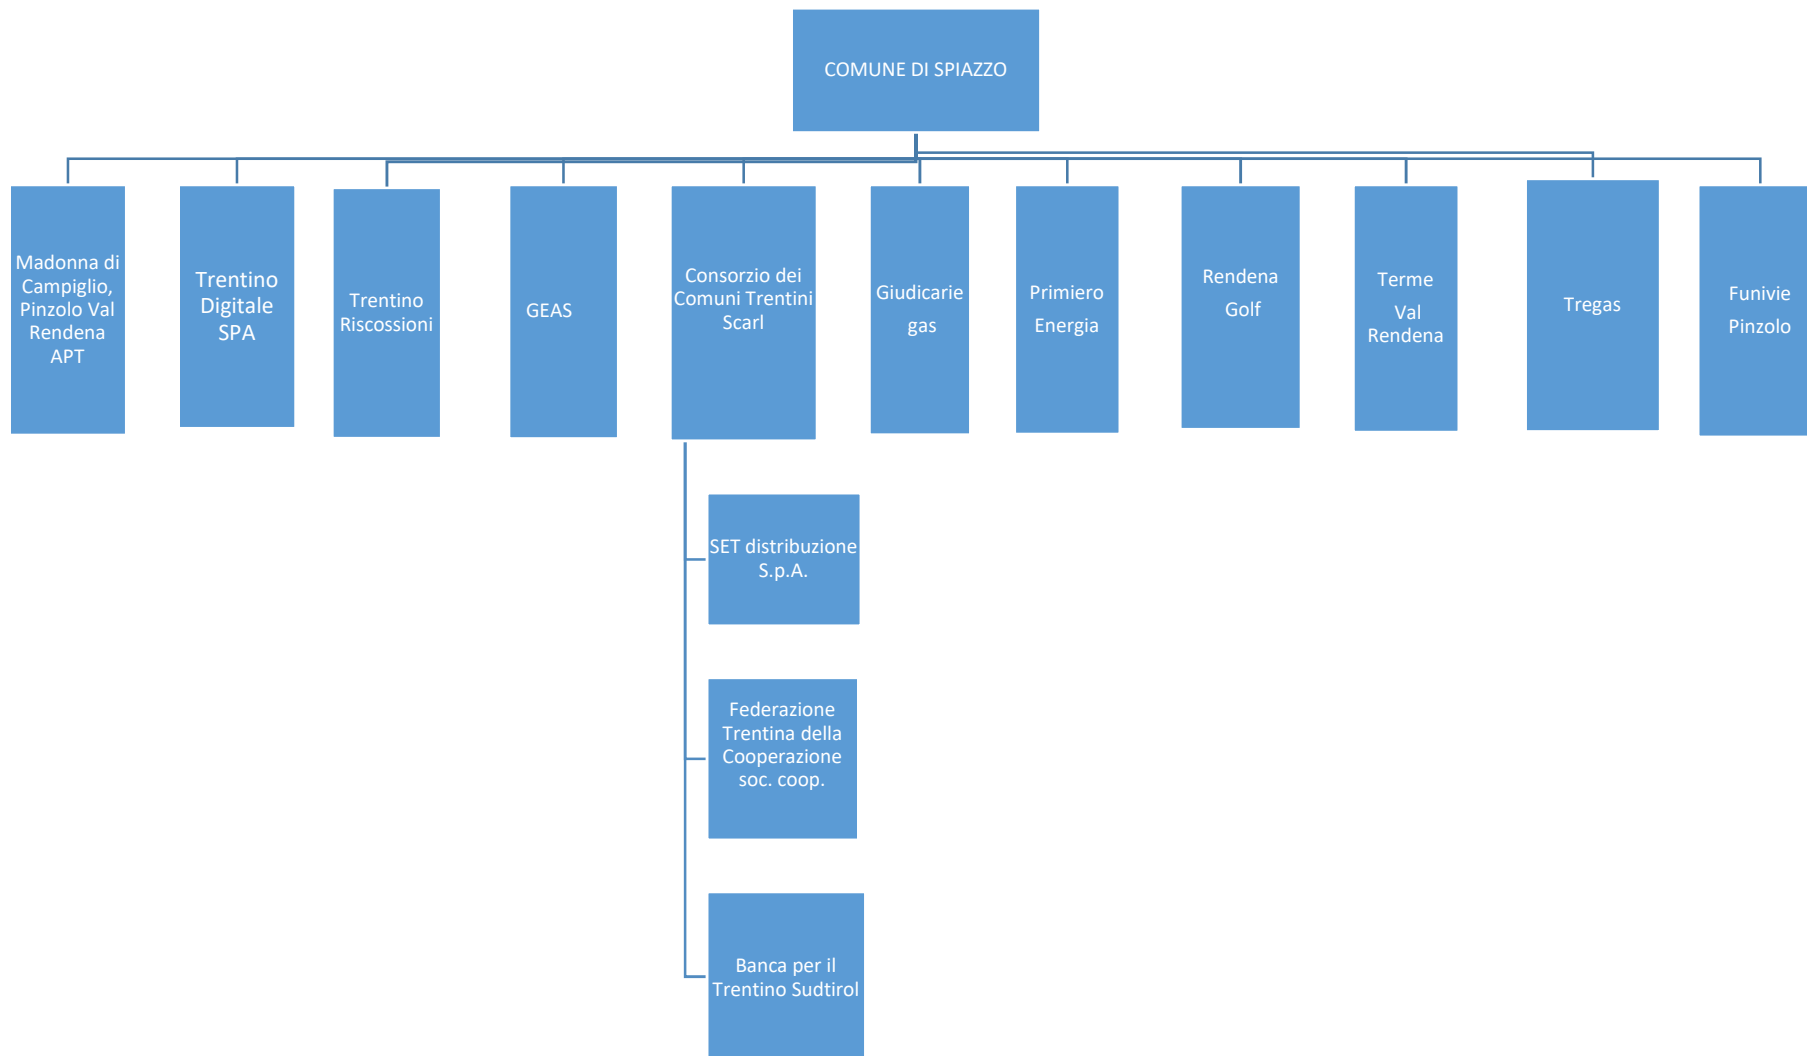 COMUNE DI SPIAZZO
Madonna di
Campiglio,
Pinzolo Val
Rendena
APT
Trentino
Digitale
SPA
Trentino
Riscossioni
GEAS
Consorzio dei
Comuni Trentini
Scarl
Giudicarie
gas
Primiero
Energia
Rendena
Golf
Terme
Val
Rendena
Tregas
Funivie
Pinzolo
SET distribuzione
S.p.A.
Federazione
Trentina della
Cooperazione
soc. coop.
Banca per il
Trentino Sudtirol